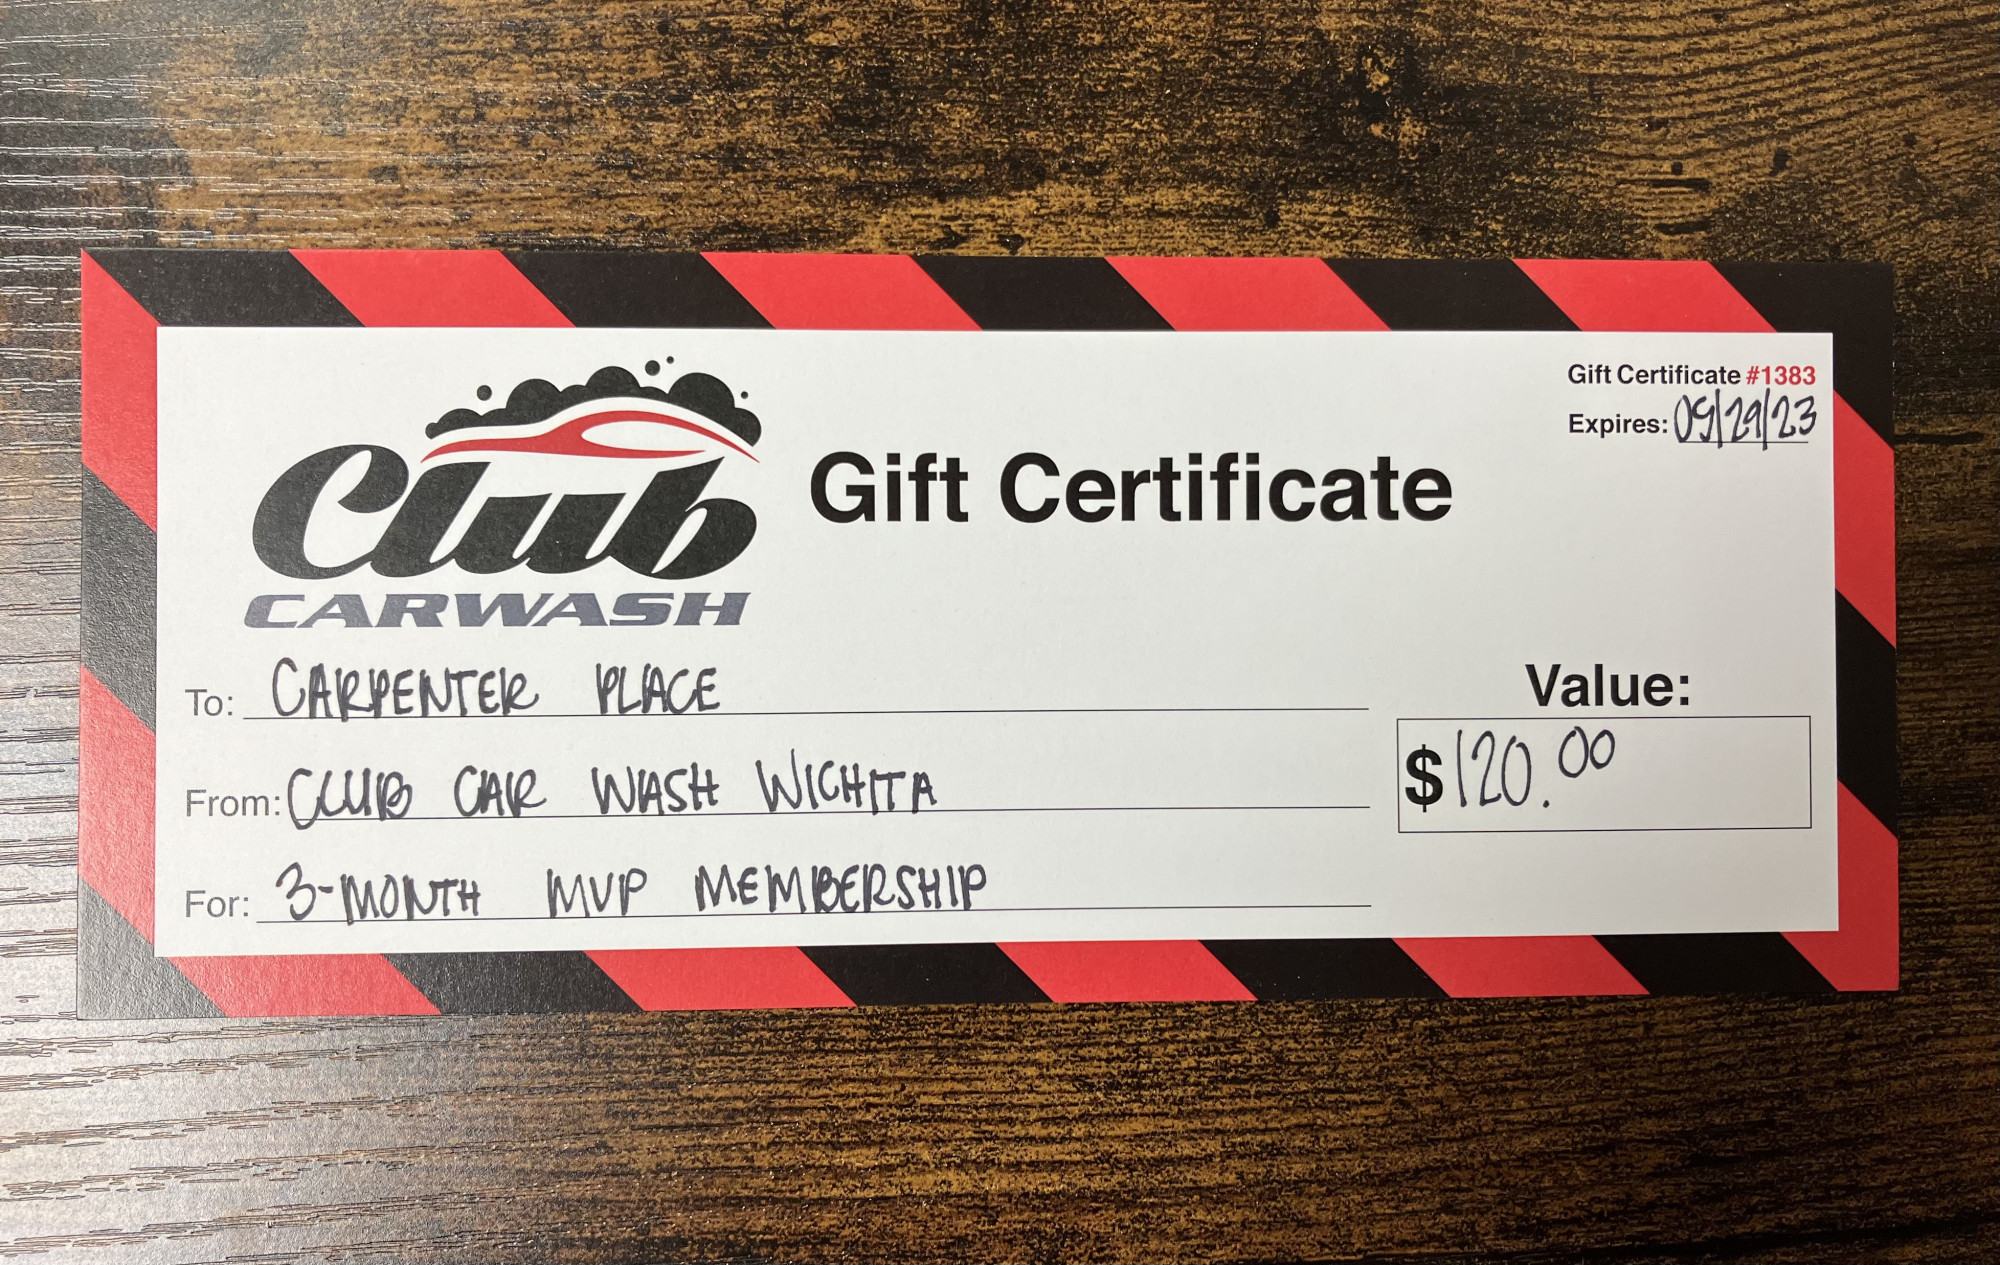 Club
CARWASH
Gift Certificate
Gift Certificate #1383
Expires: 09/29/23
To: CARPENTER PLACE
From: CLUB CAR WASH WICHITA
For: 3-MONTH MVP MEMBERSHIP
Value:
$120.00